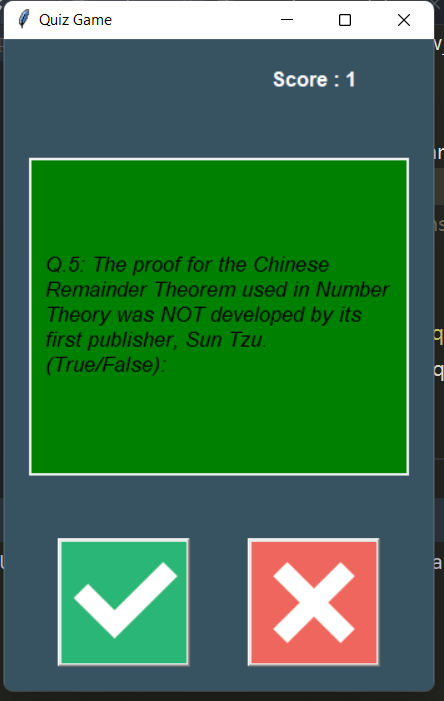 Quiz Game
Score : 1
Q.5: The proof for the Chinese
Remainder Theorem used in Number
Theory was NOT developed by its
first publisher, Sun Tzu.
(True/False):